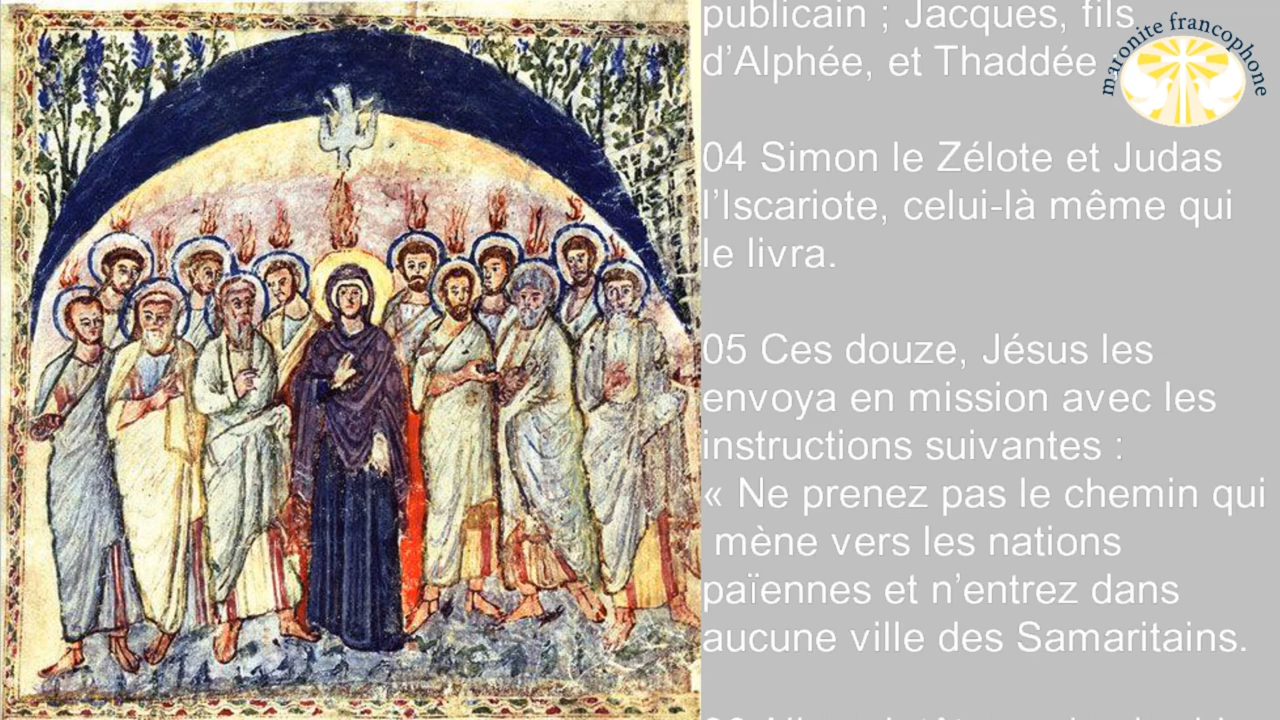 publicain ; Jacques, fils
d’Alphée, et Thaddée
maronite francophone
04 Simon le Zélote et Judas
l’Iscariote, celui-là même qui
le livra.
05 Ces douze, Jésus les
envoya en mission avec les
instructions suivantes :
« Ne prenez pas le chemin qui
mène vers les nations
païennes et n’entrez dans
aucune ville des Samaritains.